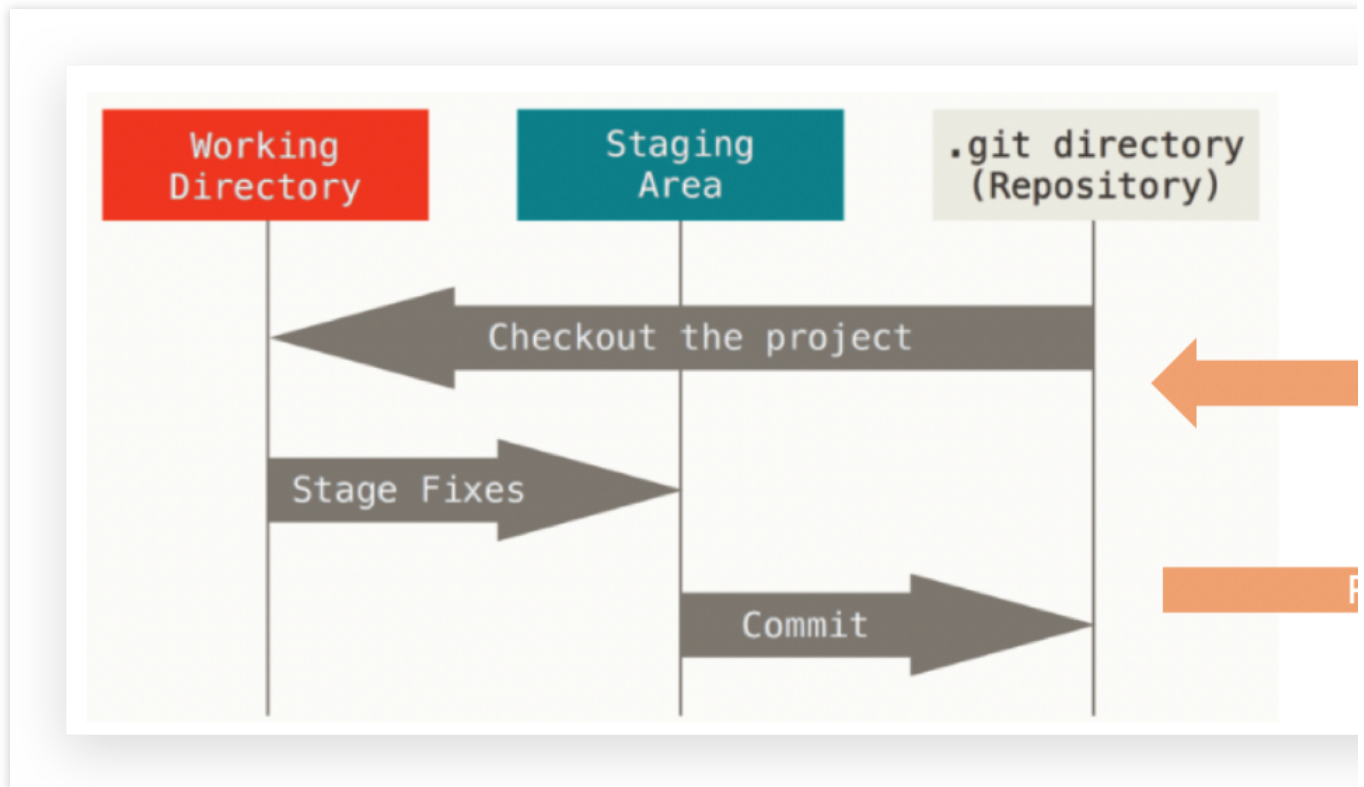 Working
Directory
Staging
Area
.git directory
(Repository)
Checkout the project
Stage Fixes
Commit